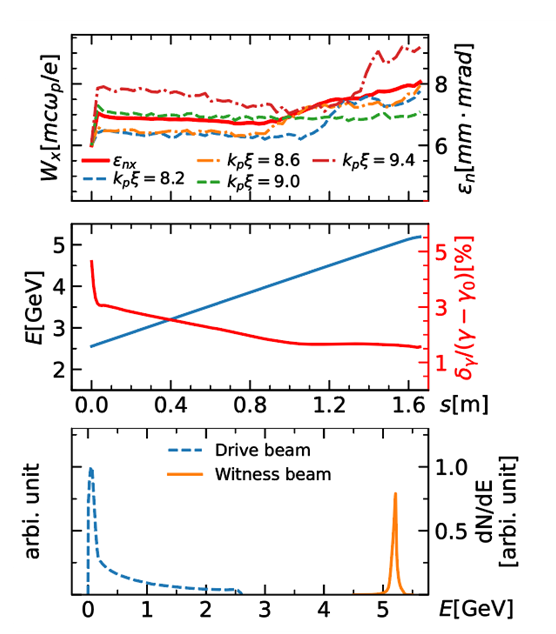 W_x[mcω_p/e]
8
6
ε_n[mm · mrad]
ε_nx
k_pξ = 8.2
k_pξ = 8.6
k_pξ = 9.0
k_pξ = 9.4
E[GeV]
5
4
3
2
5
3
1
δ_γ/(γ − γ_0)[%]
0.0 0.4 0.8 1.2 1.6 s[m]
arbi. unit
Drive beam
Witness beam
1.0
0.5
dN/dE
[arbi. unit]
0 1 2 3 4 5 E[GeV]